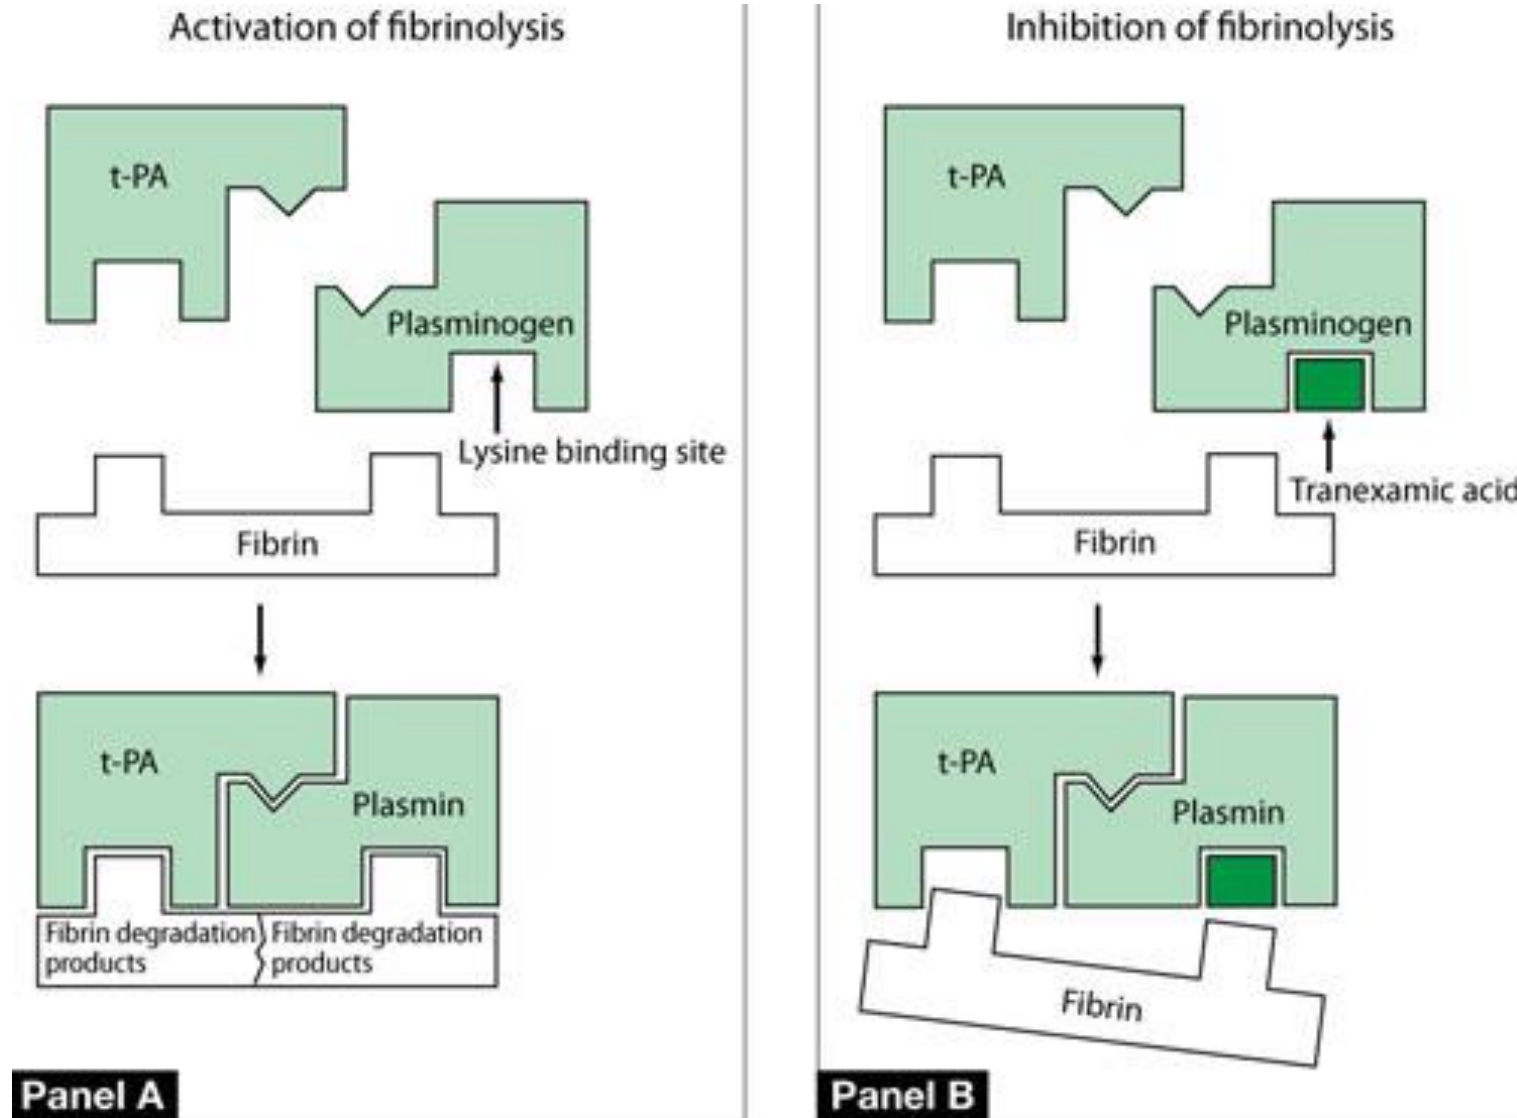 Activation of fibrinolysis
t-PA
Plasminogen
Lysine binding site
Fibrin
t-PA
Plasmin
Fibrin degradation
products
Fibrin degradation
products
Panel A
Inhibition of fibrinolysis
t-PA
Plasminogen
Tranexamic acid
Fibrin
t-PA
Plasmin
Fibrin
Panel B